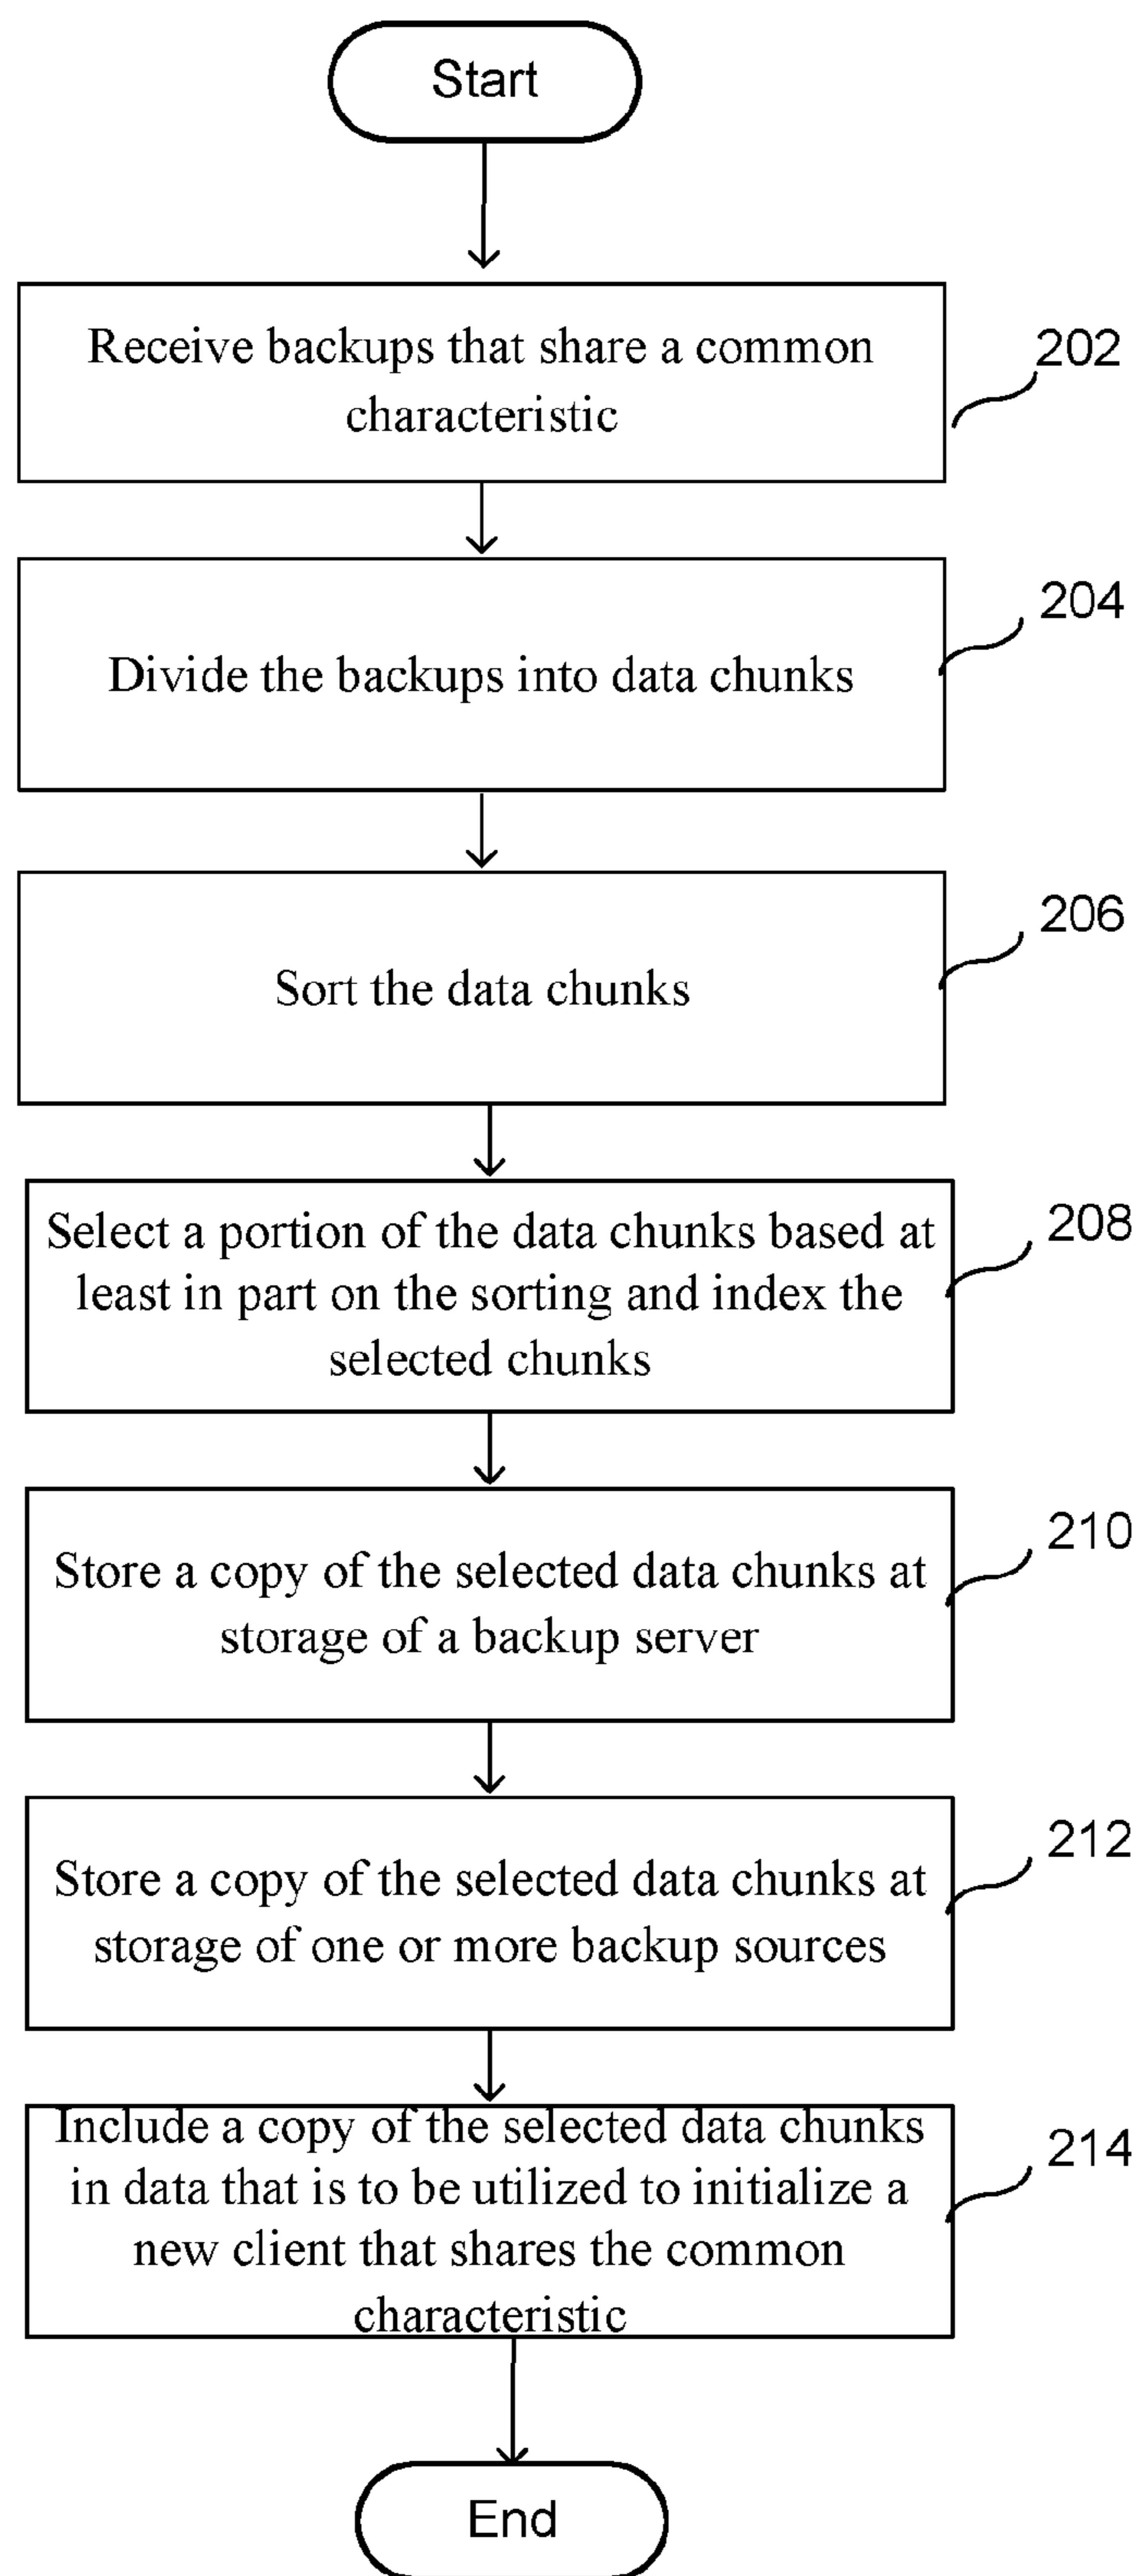 Start
Receive backups that share a common
characteristic
202
Divide the backups into data chunks
204
Sort the data chunks
206
Select a portion of the data chunks based at
least in part on the sorting and index the
selected chunks
208
Store a copy of the selected data chunks at
storage of a backup server
210
Store a copy of the selected data chunks at
storage of one or more backup sources
212
Include a copy of the selected data chunks
in data that is to be utilized to initialize a
new client that shares the common
characteristic
214
End